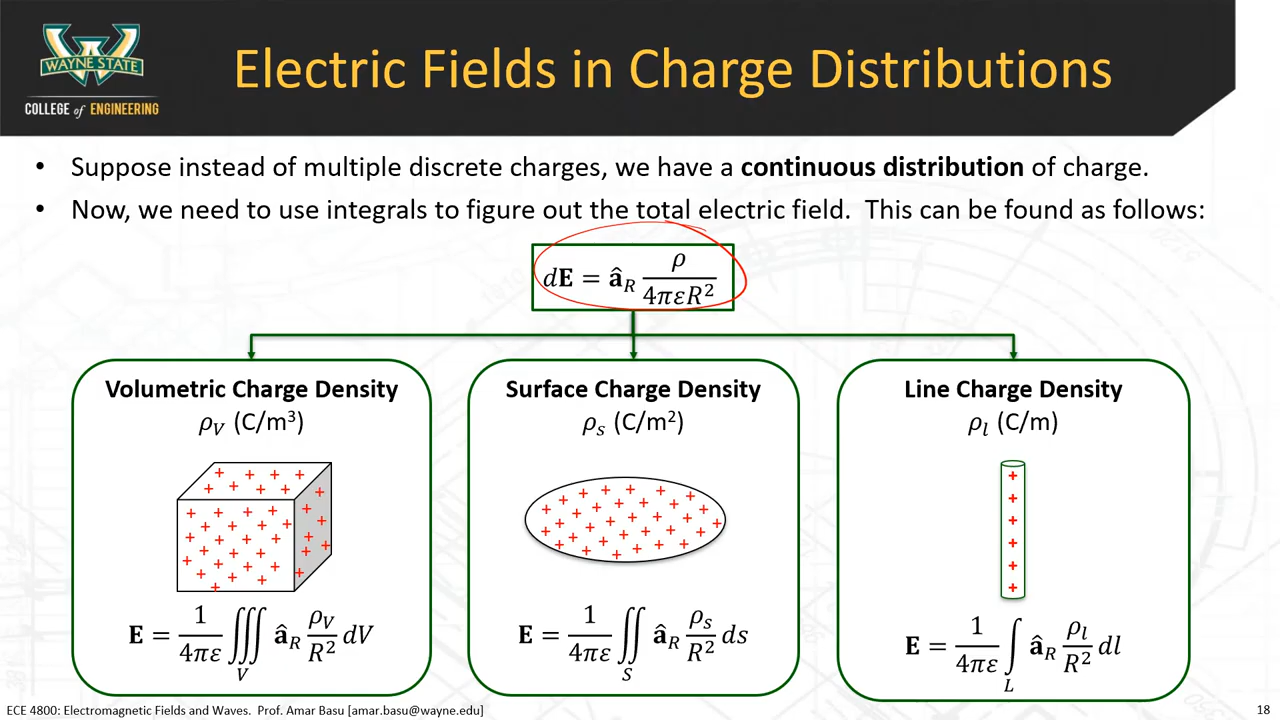 WAYNE STATE
COLLEGE of ENGINEERING
Electric Fields in Charge Distributions
• Suppose instead of multiple discrete charges, we have a continuous distribution of charge.
• Now, we need to use integrals to figure out the total electric field.  This can be found as follows:
d𝐄 = â_R ρ / 4πεR²
Volumetric Charge Density
ρ_V (C/m³)
𝐄 = 1/4πε ∭_V â_R ρ_V/R² dV
Surface Charge Density
ρ_s (C/m²)
𝐄 = 1/4πε ∬_S â_R ρ_s/R² ds
Line Charge Density
ρ_l (C/m)
𝐄 = 1/4πε ∫_L â_R ρ_l/R² dl
ECE 4800: Electromagnetic Fields and Waves.  Prof. Amar Basu [amar.basu@wayne.edu]
18